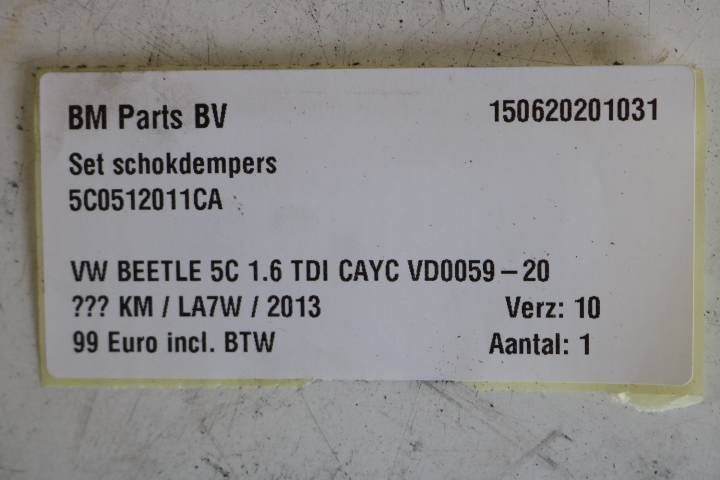 BM Parts BV 150620201031
Set schokdempers
5C0512011CA
VW BEETLE 5C 1.6 TDI CAYC VD0059-20
??? KM / LA7W / 2013 Verz: 10
99 Euro incl. BTW Aantal: 1